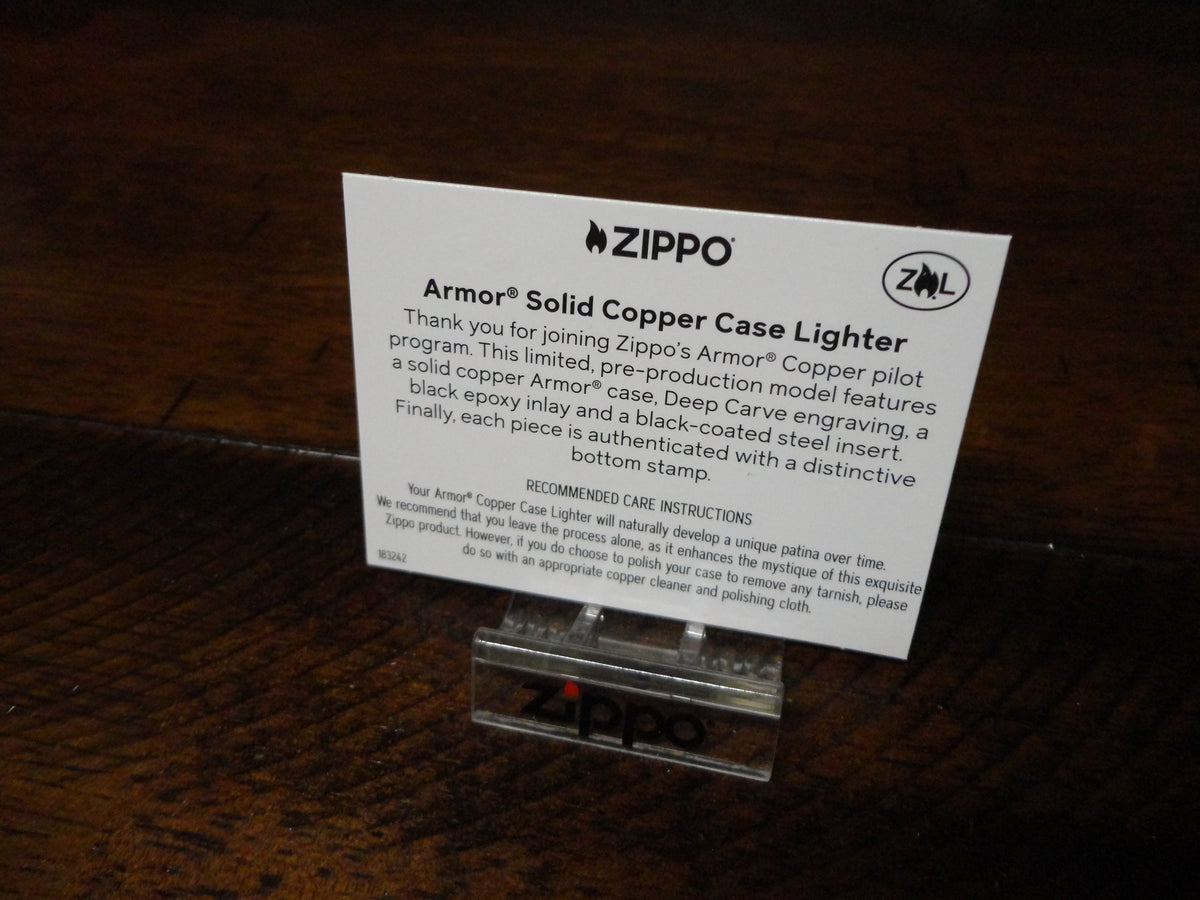 ZIPPO®
Z L
Armor® Solid Copper Case Lighter
Thank you for joining Zippo's Armor® Copper pilot
program. This limited, pre-production model features
a solid copper Armor® case, Deep Carve engraving, a
black epoxy inlay and a black-coated steel insert.
Finally, each piece is authenticated with a distinctive
bottom stamp.
RECOMMENDED CARE INSTRUCTIONS
Your Armor® Copper Case Lighter will naturally develop a unique patina over time.
We recommend that you leave the process alone, as it enhances the mystique of this exquisite
Zippo product. However, if you do choose to polish your case to remove any tarnish, please
do so with an appropriate copper cleaner and polishing cloth.
183242
Zippo®